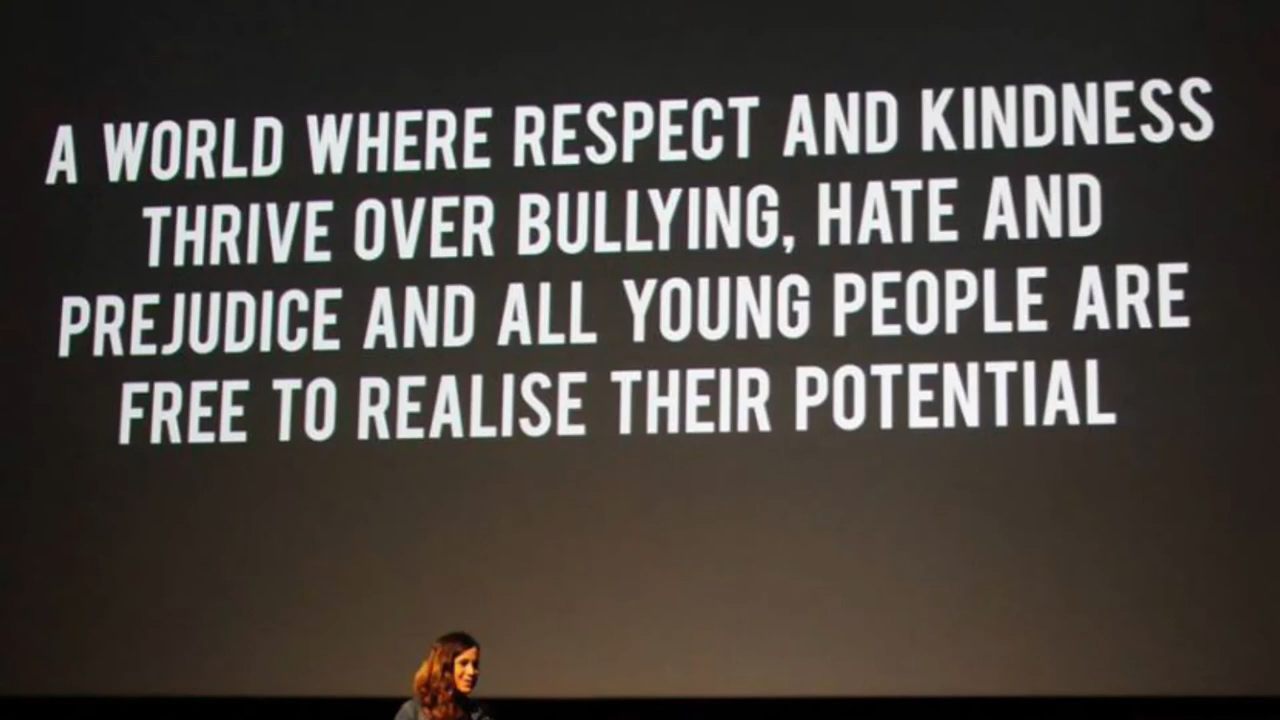 A WORLD WHERE RESPECT AND KINDNESS
THRIVE OVER BULLYING, HATE AND
PREJUDICE AND ALL YOUNG PEOPLE ARE
FREE TO REALISE THEIR POTENTIAL